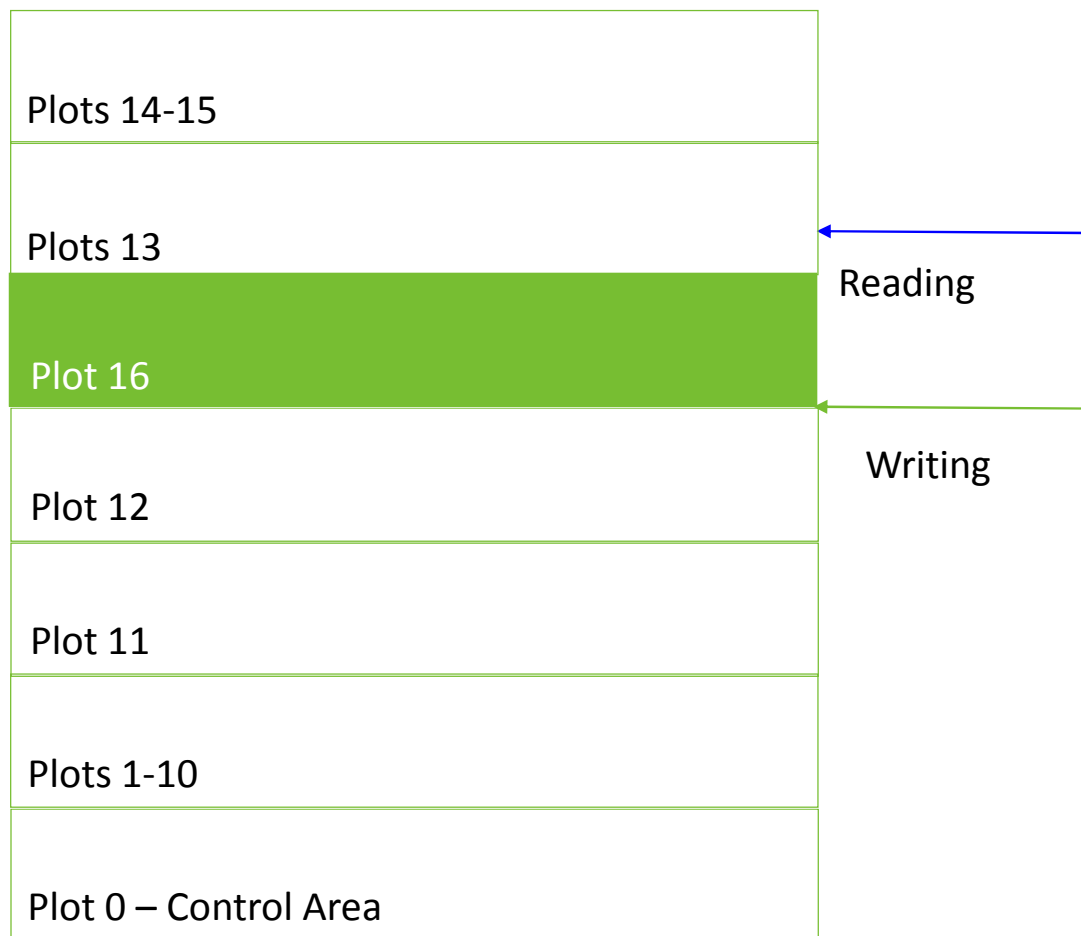 Plots 14-15
Plots 13
Reading
Plot 16
Writing
Plot 12
Plot 11
Plots 1-10
Plot 0 – Control Area